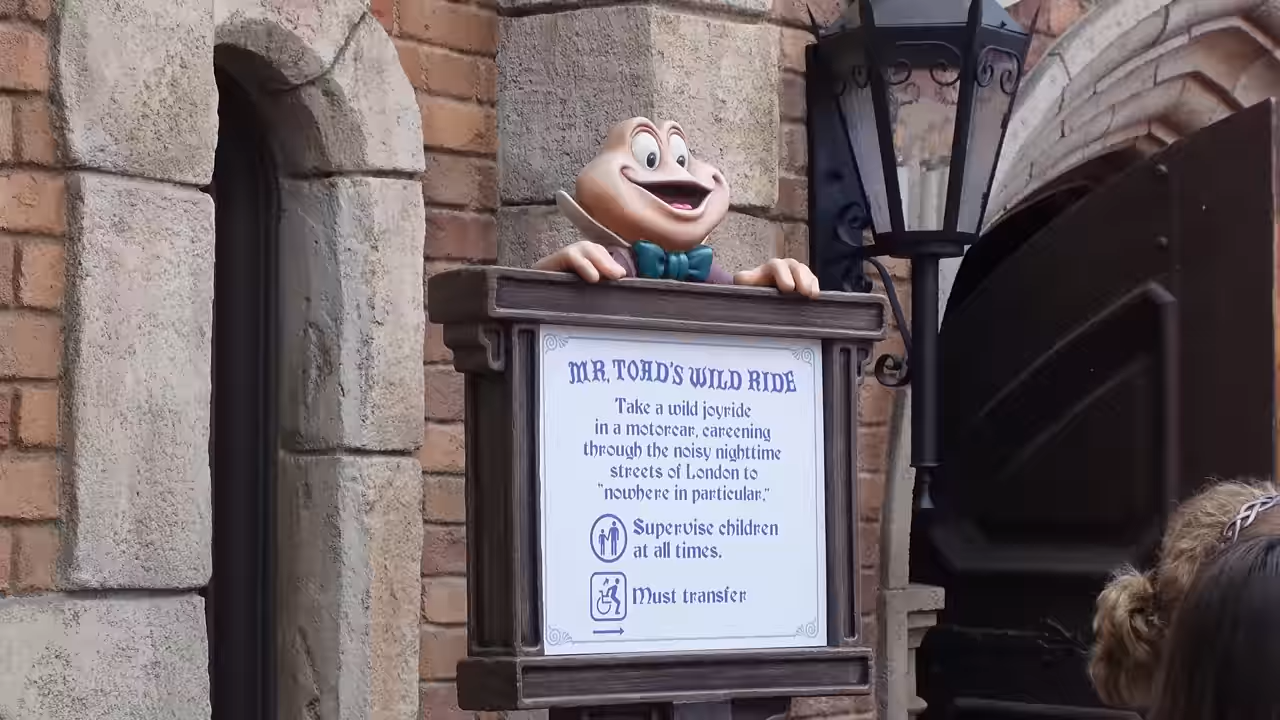 MR. TOAD'S WILD RIDE
Take a wild joyride
in a motorcar, careening
through the noisy nighttime
streets of London to
"nowhere in particular."
Supervise children
at all times.
Must transfer